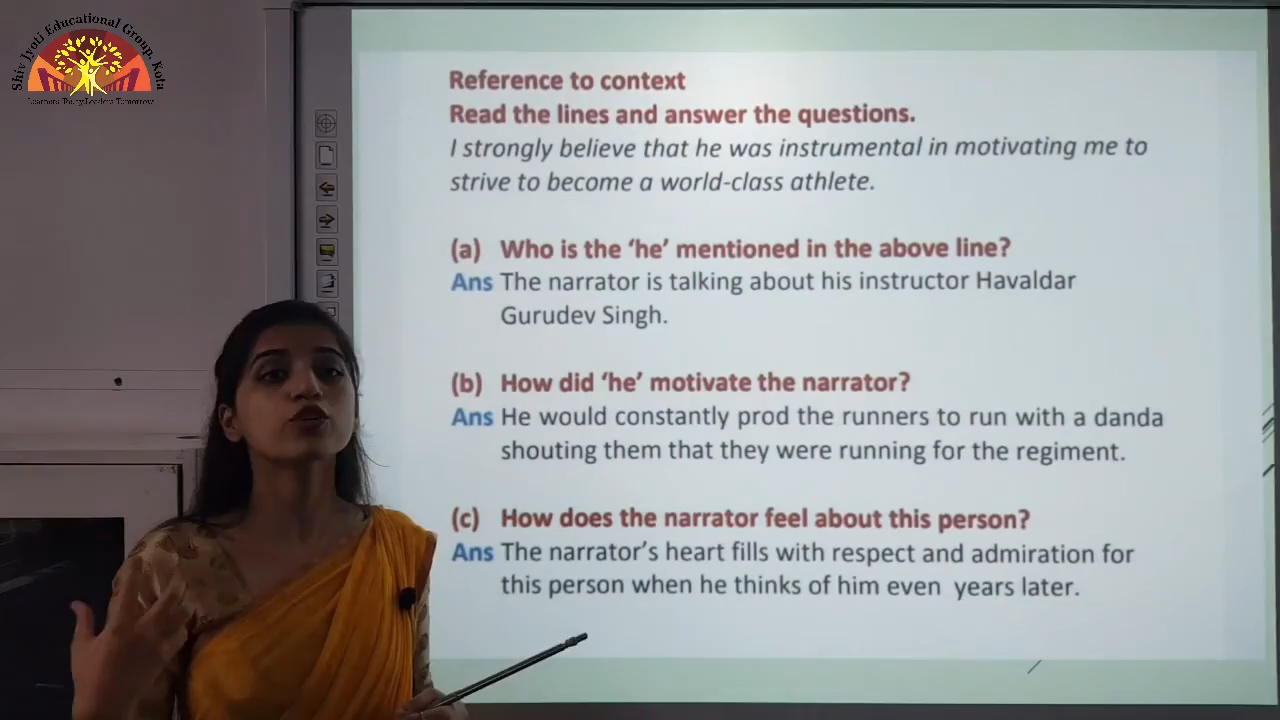 Shiv Jyoti Educational Group, Kota
Learners Today Leaders Tomorrow
Reference to context
Read the lines and answer the questions.
I strongly believe that he was instrumental in motivating me to
strive to become a world-class athlete.
(a) Who is the ‘he’ mentioned in the above line?
Ans The narrator is talking about his instructor Havaldar
Gurudev Singh.
(b) How did ‘he’ motivate the narrator?
Ans He would constantly prod the runners to run with a danda
shouting them that they were running for the regiment.
(c) How does the narrator feel about this person?
Ans The narrator’s heart fills with respect and admiration for
this person when he thinks of him even years later.